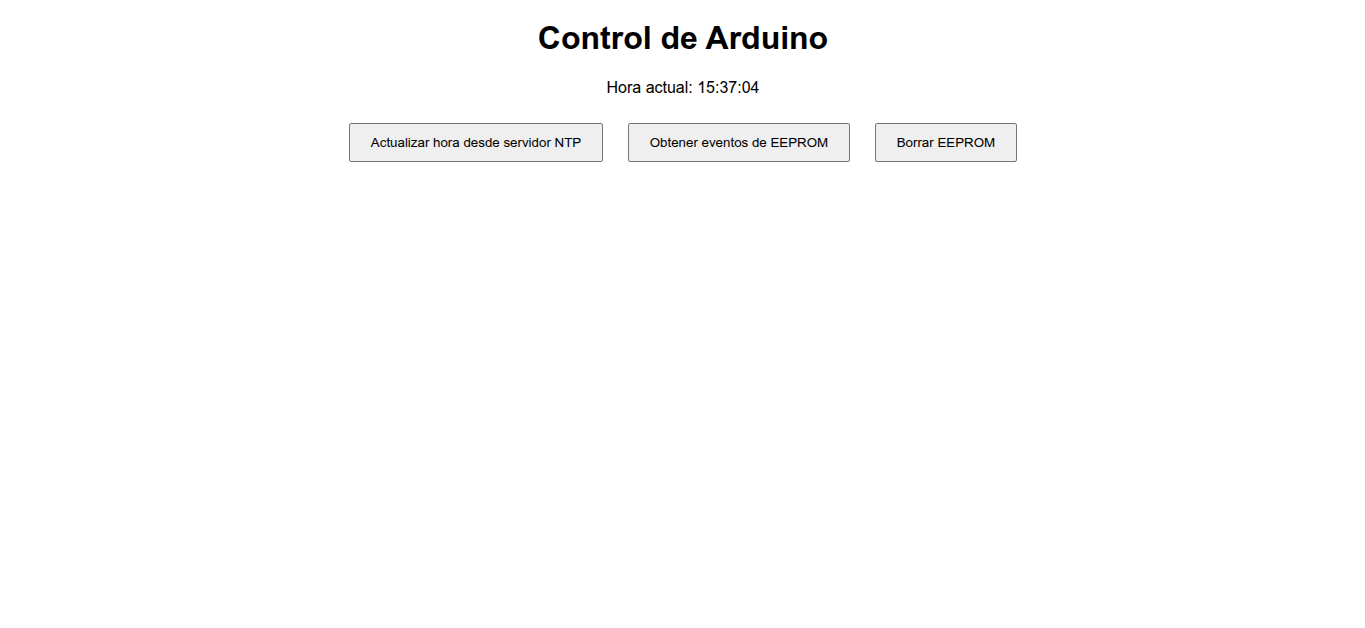 Control de Arduino
Hora actual: 15:37:04
Actualizar hora desde servidor NTP
Obtener eventos de EEPROM
Borrar EEPROM